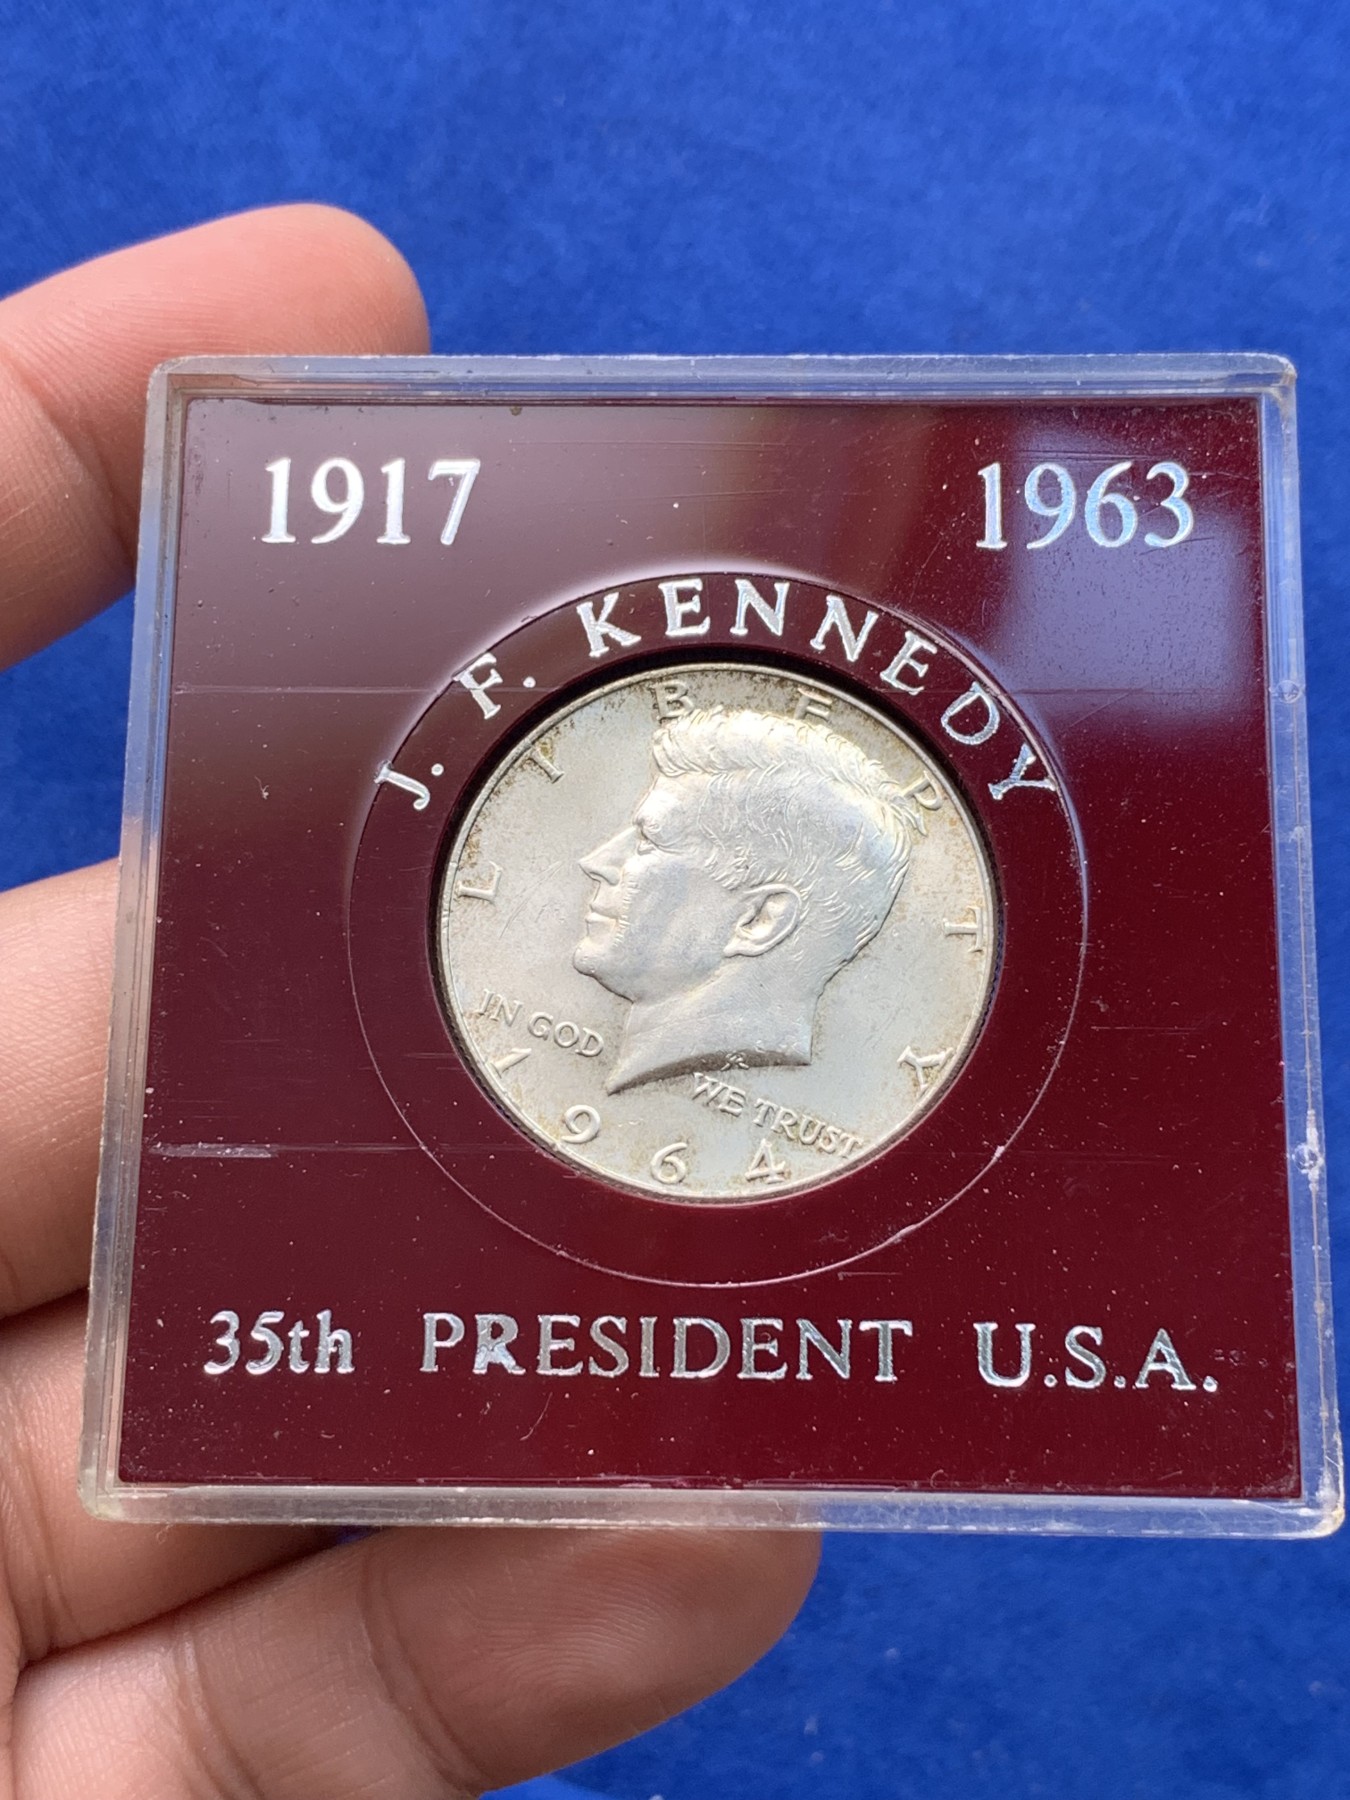 1917 1963
J. F. KENNEDY
LIBERTY
IN GOD WE TRUST
1964
35th PRESIDENT U.S.A.